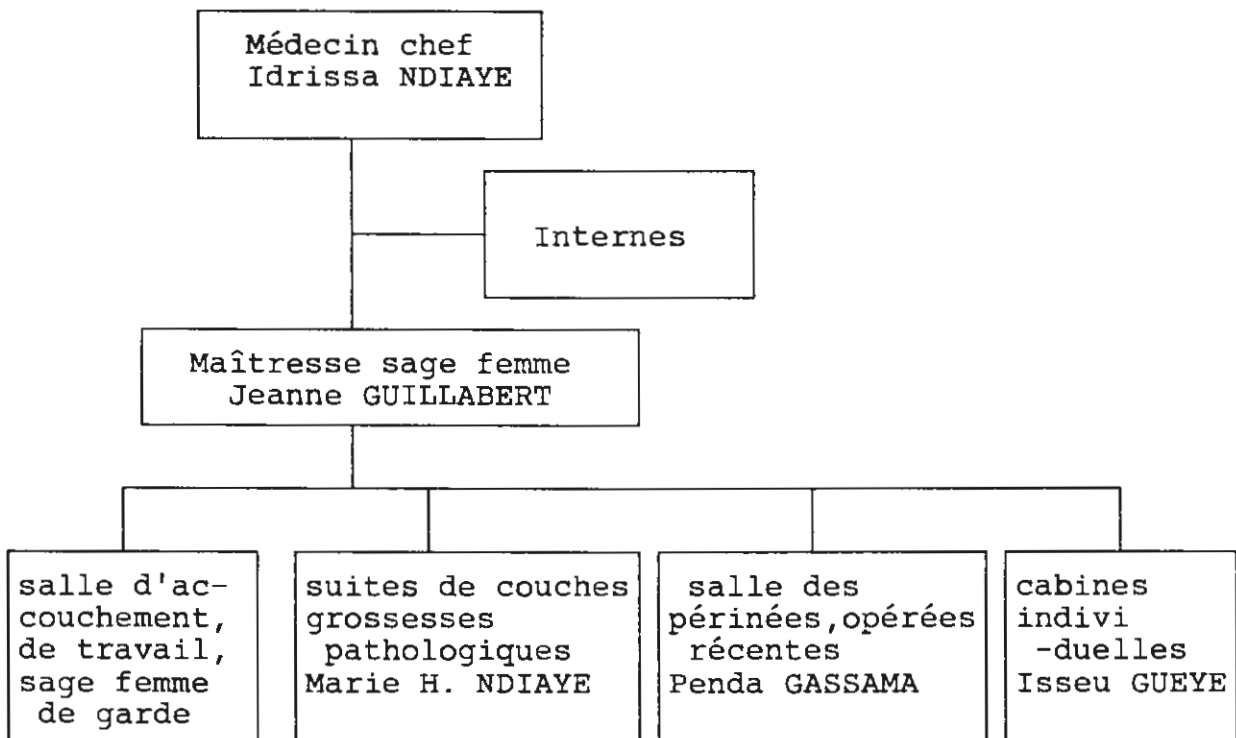 Médecin chef
Idrissa NDIAYE
Internes
Maîtresse sage femme
Jeanne GUILLABERT
salle d'ac-
couchement,
de travail,
sage femme
de garde
suites de couches
grossesses
pathologiques
Marie H. NDIAYE
salle des
périnées,opérées
récentes
Penda GASSAMA
cabines
indivi
-duelles
Isseu GUEYE